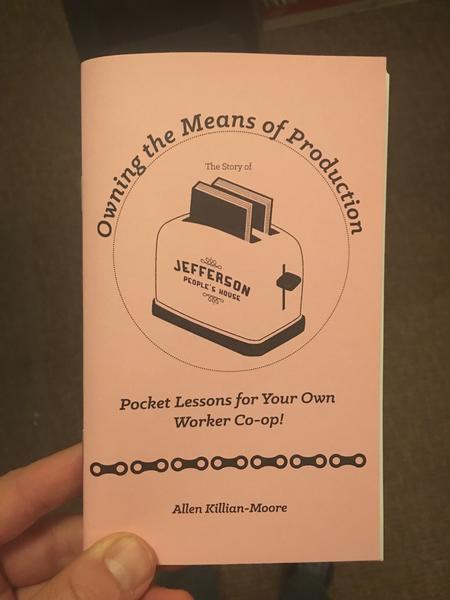 Owning the Means of Production
The Story of
JEFFERSON
PEOPLE'S HOUSE
Pocket Lessons for Your Own
Worker Co-op!
Allen Killian-Moore